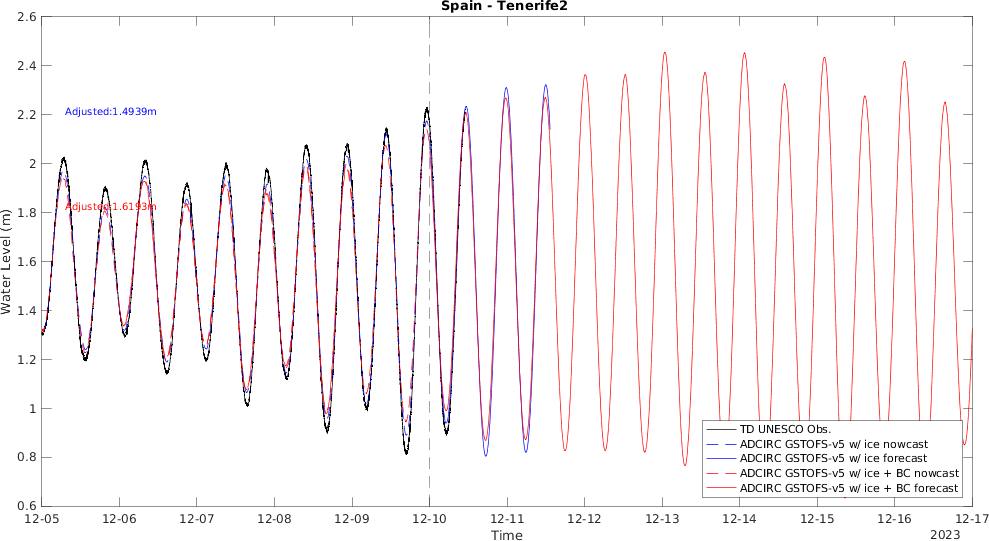 Spain - Tenerife2
2.6
2.4
2.2
2
1.8
1.6
1.4
1.2
1
0.8
0.6
Water Level (m)
Adjusted:1.4939m
Adjusted:1.6193m
TD UNESCO Obs.
ADCIRC GSTOFS-v5 w/ ice nowcast
ADCIRC GSTOFS-v5 w/ ice forecast
ADCIRC GSTOFS-v5 w/ ice + BC nowcast
ADCIRC GSTOFS-v5 w/ ice + BC forecast
12-05 12-06 12-07 12-08 12-09 12-10 12-11 12-12 12-13 12-14 12-15 12-16 12-17
Time
2023